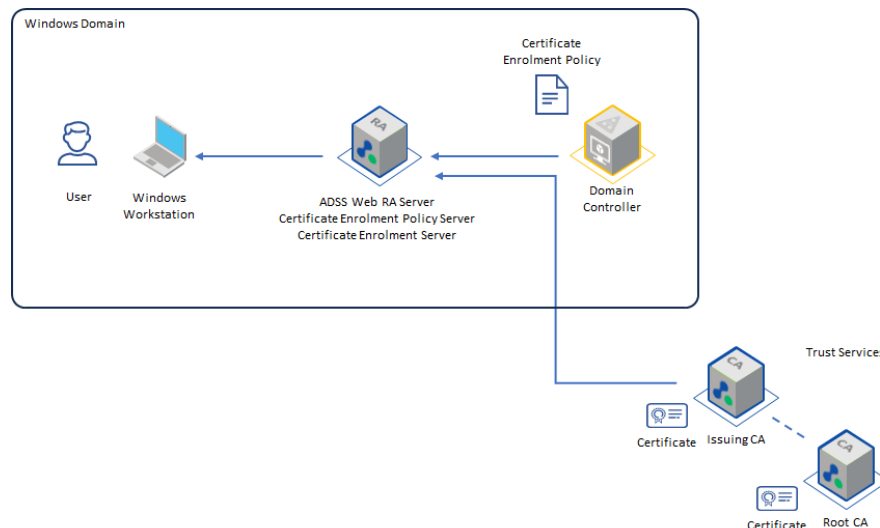 Windows Domain
Certificate
Enrolment Policy
RA
User
Windows
Workstation
ADSS Web RA Server
Certificate Enrolment Policy Server
Certificate Enrolment Server
Domain
Controller
Trust Services
CA
Certificate
Issuing CA
CA
Certificate
Root CA